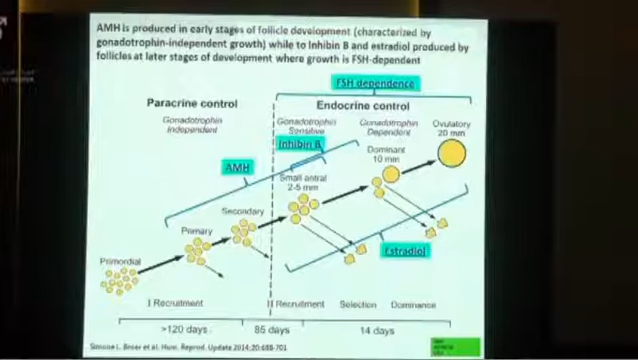 AMH is produced in early stages of follicle development (characterized by
gonadotrophin-independent growth) while to Inhibin B and estradiol produced by
follicles at later stages of development where growth is FSH-dependent
FSH dependence
Paracrine control
Endocrine control
Gonadotrophin
Independent
Gonadotrophin
Sensitive
Gonadotrophin
Dependent
Ovulatory
20 mm
Inhibin B
Dominant
10 mm
AMH
Small antral
2-5 mm
Secondary
Primary
Estradiol
Primordial
I Recruitment
II Recruitment
Selection
Dominance
>120 days
85 days
14 days
Simone L. Broer et al. Hum. Reprod. Update 2014;20:688-701